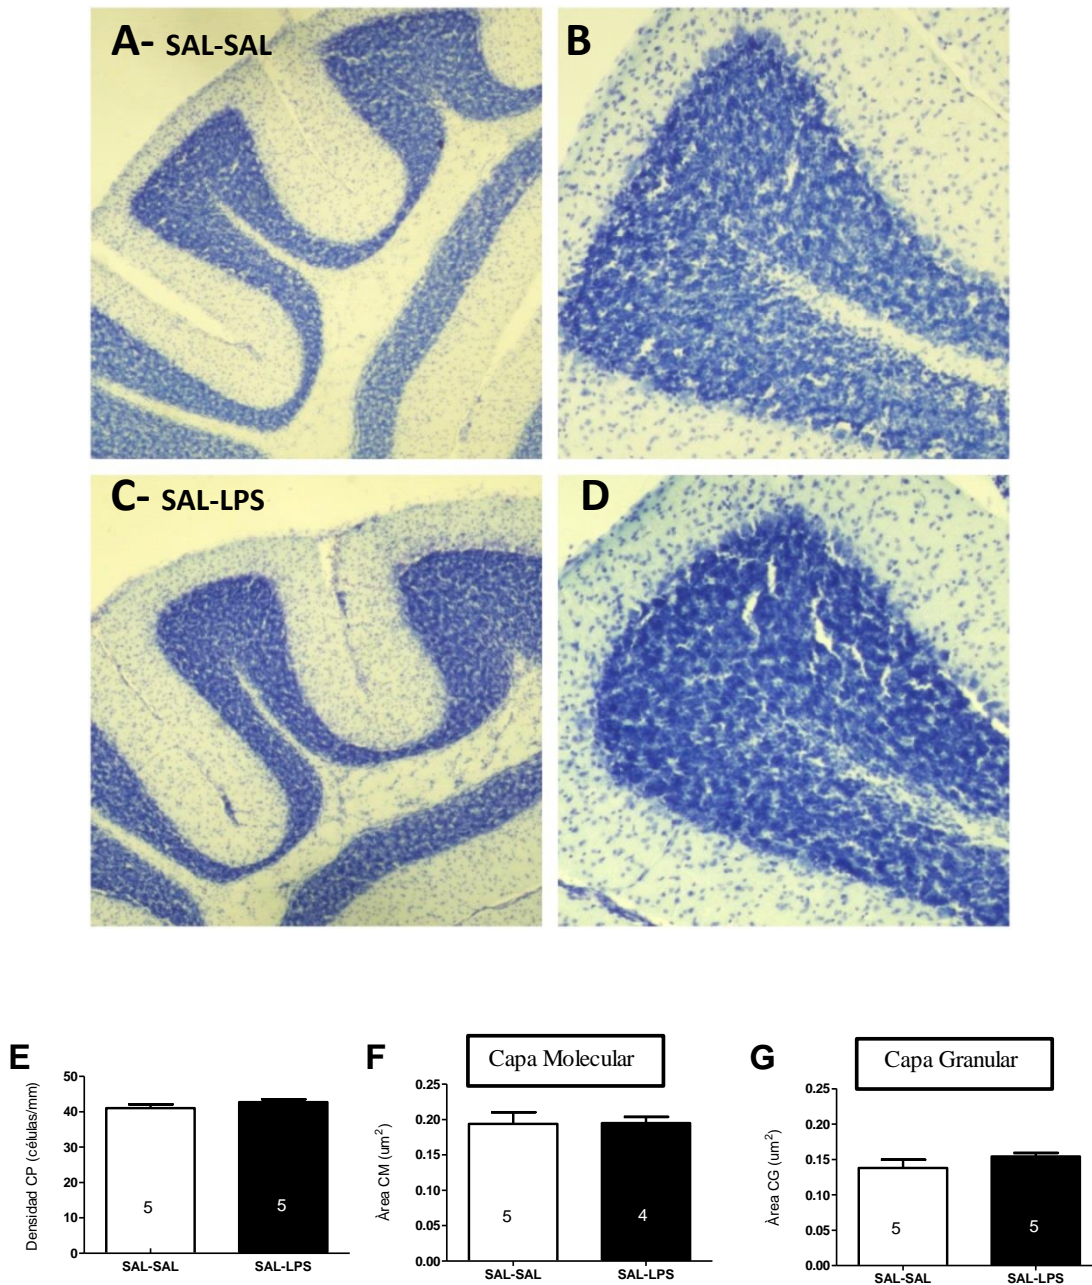 A- SAL-SAL
B
C- SAL-LPS
D
E
Densidad CP (células/mm)
50
40
30
20
10
0
5
5
SAL-SAL
SAL-LPS
F
Capa Molecular
Àrea CM (um²)
0.25
0.20
0.15
0.10
0.05
0.00
5
4
SAL-SAL
SAL-LPS
G
Capa Granular
Àrea CG (um²)
0.25
0.20
0.15
0.10
0.05
0.00
5
5
SAL-SAL
SAL-LPS